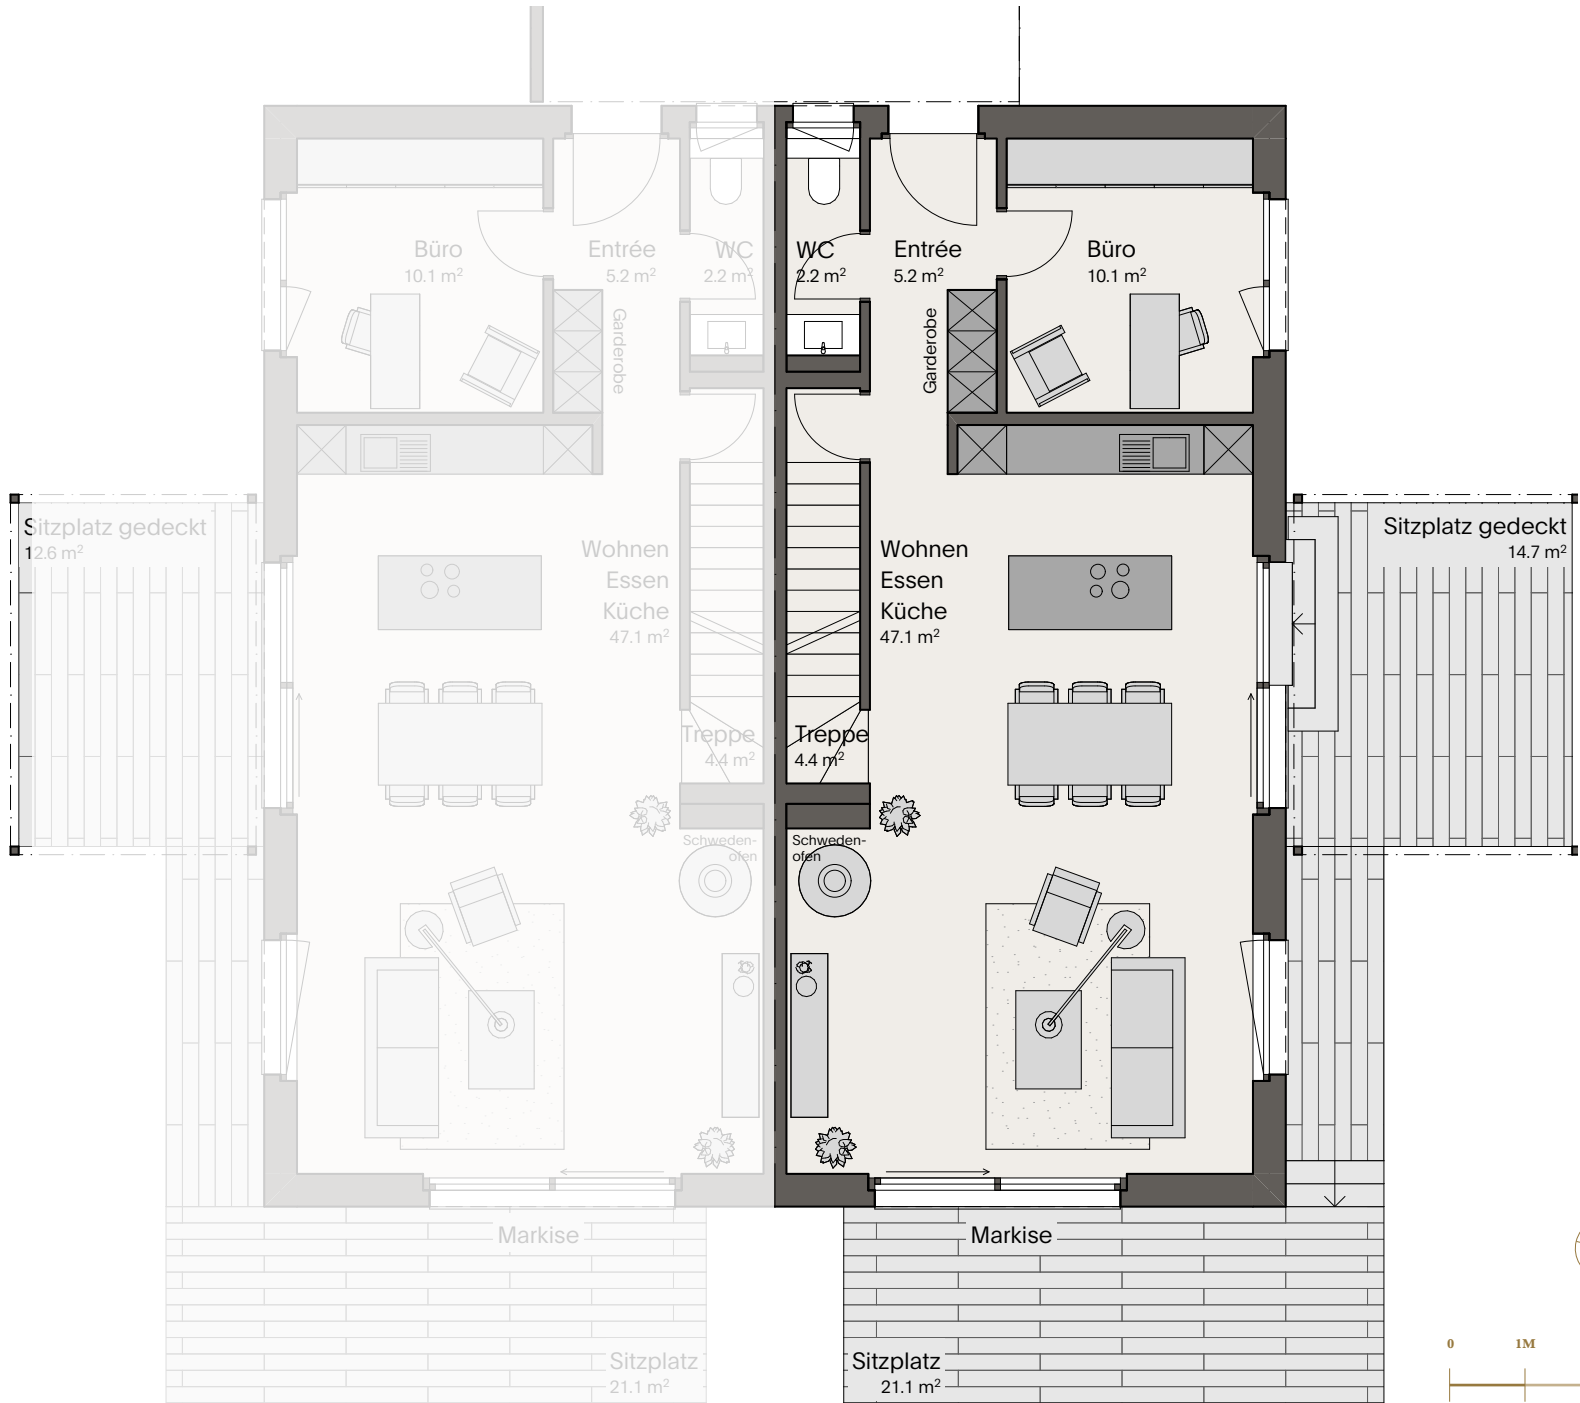 Büro
10.1 m²
Entrée
5.2 m²
WC
2.2 m²
Garderobe
WC
2.2 m²
Entrée
5.2 m²
Büro
10.1 m²
Garderobe
Sitzplatz gedeckt
12.6 m²
Wohnen
Essen
Küche
47.1 m²
Wohnen
Essen
Küche
47.1 m²
Sitzplatz gedeckt
14.7 m²
Treppe
4.4 m²
Treppe
4.4 m²
Schweden-
ofen
Schweden-
ofen
Markise
Markise
Sitzplatz
21.1 m²
Sitzplatz
21.1 m²
0 1M